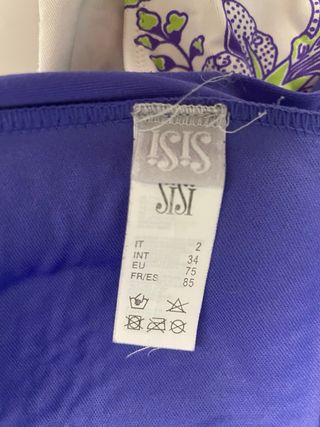 SISI
SISI
IT 2
INT 34
EU 75
FR/ES 85